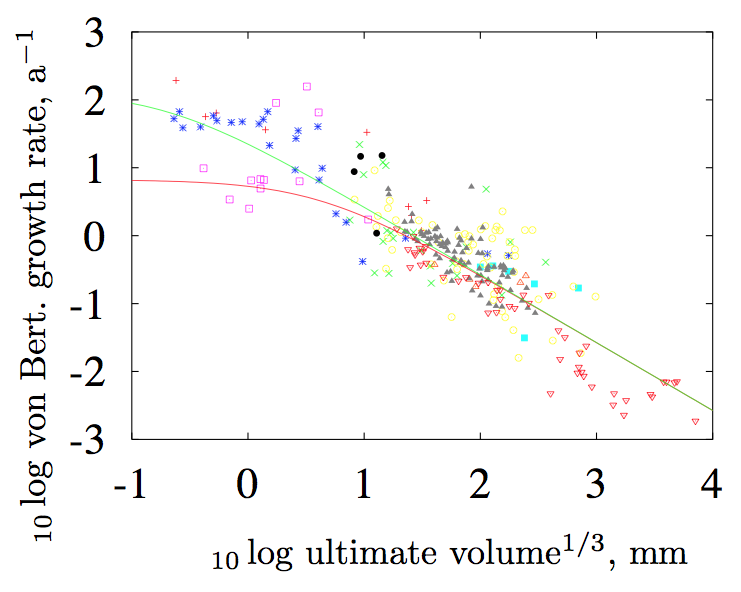 10 log von Bert. growth rate, a−1
3
2
1
0
-1
-2
-3
-1 0 1 2 3 4
10 log ultimate volume1/3, mm